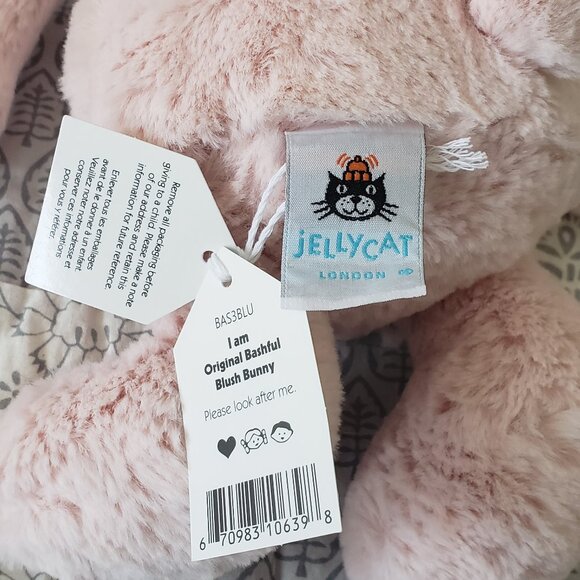 Remove all packaging before
giving to a child. Please make a note
of our address and retain this
information for future reference.
Enlever tous les emballages
avant de le donner à un enfant.
Veuillez noter notre adresse et
conserver ces informations
pour vous y référer.
JELLYCAT
LONDON
BAS3BLU
I am
Original Bashful
Blush Bunny
Please look after me.
6 70983 10639 8